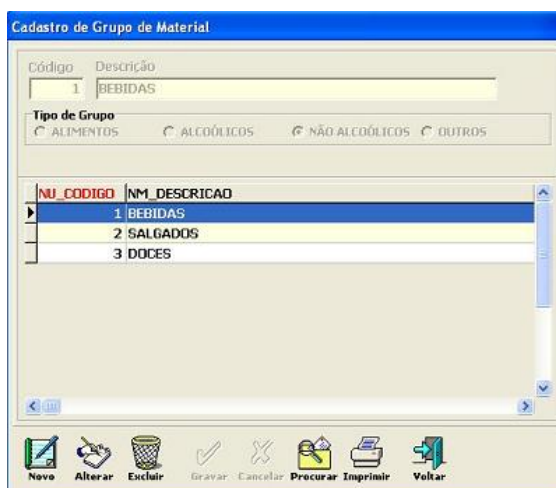 Cadastro de Grupo de Material
Código Descrição
1 BEBIDAS
Tipo de Grupo
ALIMENTOS ALCOÓLICOS NÃO ALCOÓLICOS OUTROS
NU_CODIGO NM_DESCRICAO
1 BEBIDAS
2 SALGADOS
3 DOCES
Novo Alterar Excluir Gravar Cancelar Procurar Imprimir Voltar